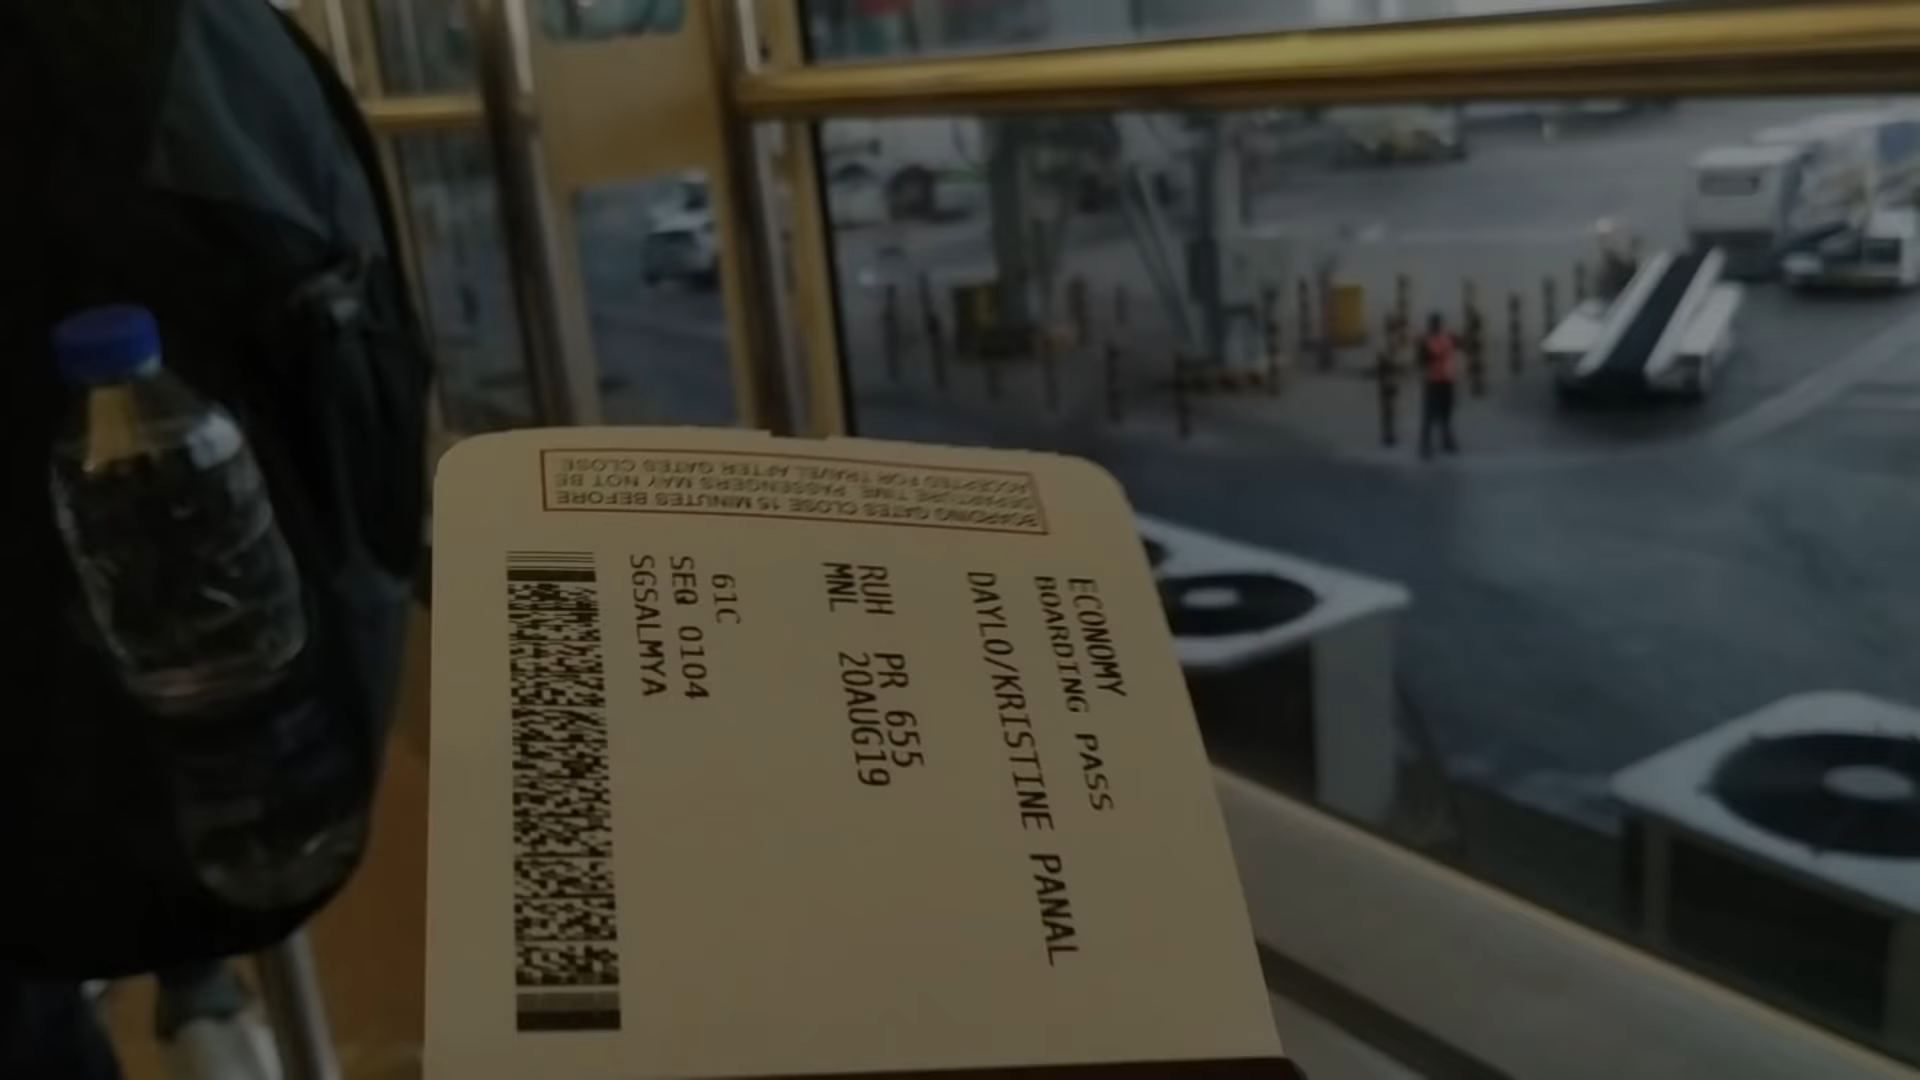 ECONOMY
BOARDING PASS
DAYLO/KRISTINE PANAL
RUH PR 655
MNL 20AUG19
61C
SEQ 0104
SGSALMYA
BOARDING GATES CLOSE 15 MINUTES BEFORE
DEPARTURE TIME. PASSENGERS MAY NOT BE
ACCEPTED FOR TRAVEL AFTER GATES CLOSE